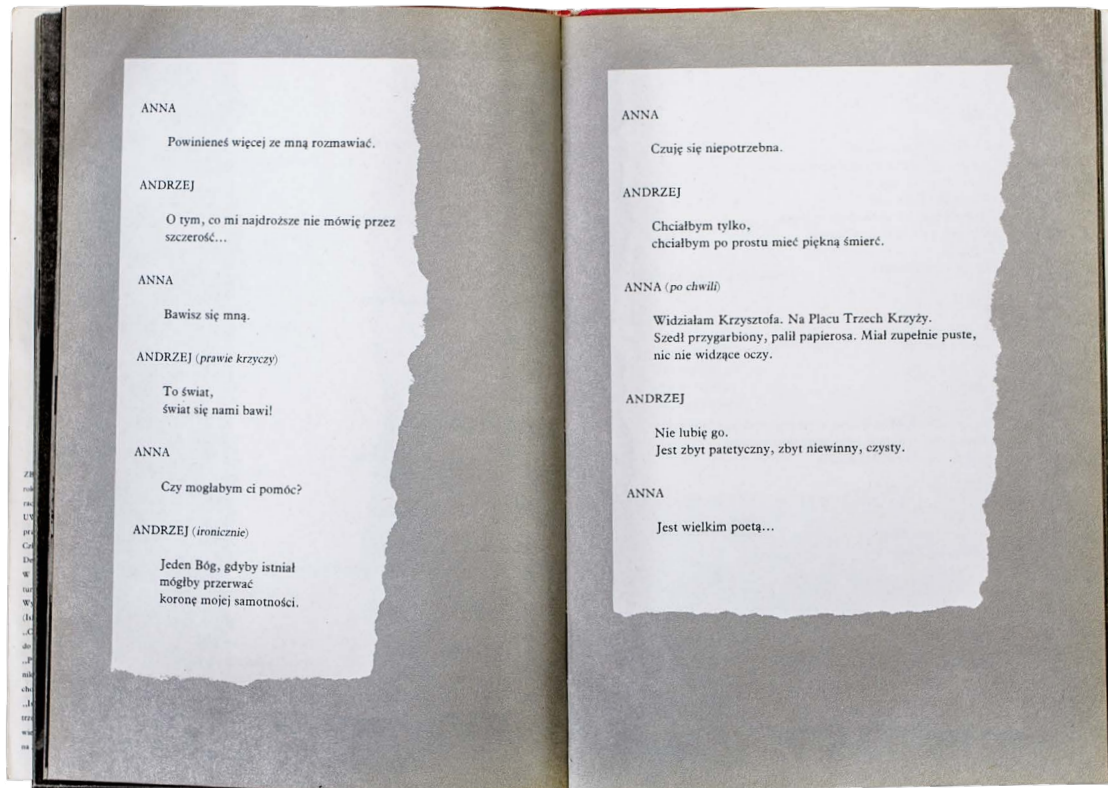 ANNA
Powinieneś więcej ze mną rozmawiać.
ANDRZEJ
O tym, co mi najdroższe nie mówię przez
szczerość...
ANNA
Bawisz się mną.
ANDRZEJ (prawie krzyczy)
To świat,
świat się nami bawi!
ANNA
Czy mogłabym ci pomóc?
ANDRZEJ (ironicznie)
Jeden Bóg, gdyby istniał
mógłby przerwać
koronę mojej samotności.
ANNA
Czuję się niepotrzebna.
ANDRZEJ
Chciałbym tylko,
chciałbym po prostu mieć piękną śmierć.
ANNA (po chwili)
Widziałam Krzysztofa. Na Placu Trzech Krzyży.
Szedł przygarbiony, palił papierosa. Miał zupełnie puste,
nic nie widzące oczy.
ANDRZEJ
Nie lubię go.
Jest zbyt patetyczny, zbyt niewinny, czysty.
ANNA
Jest wielkim poetą...